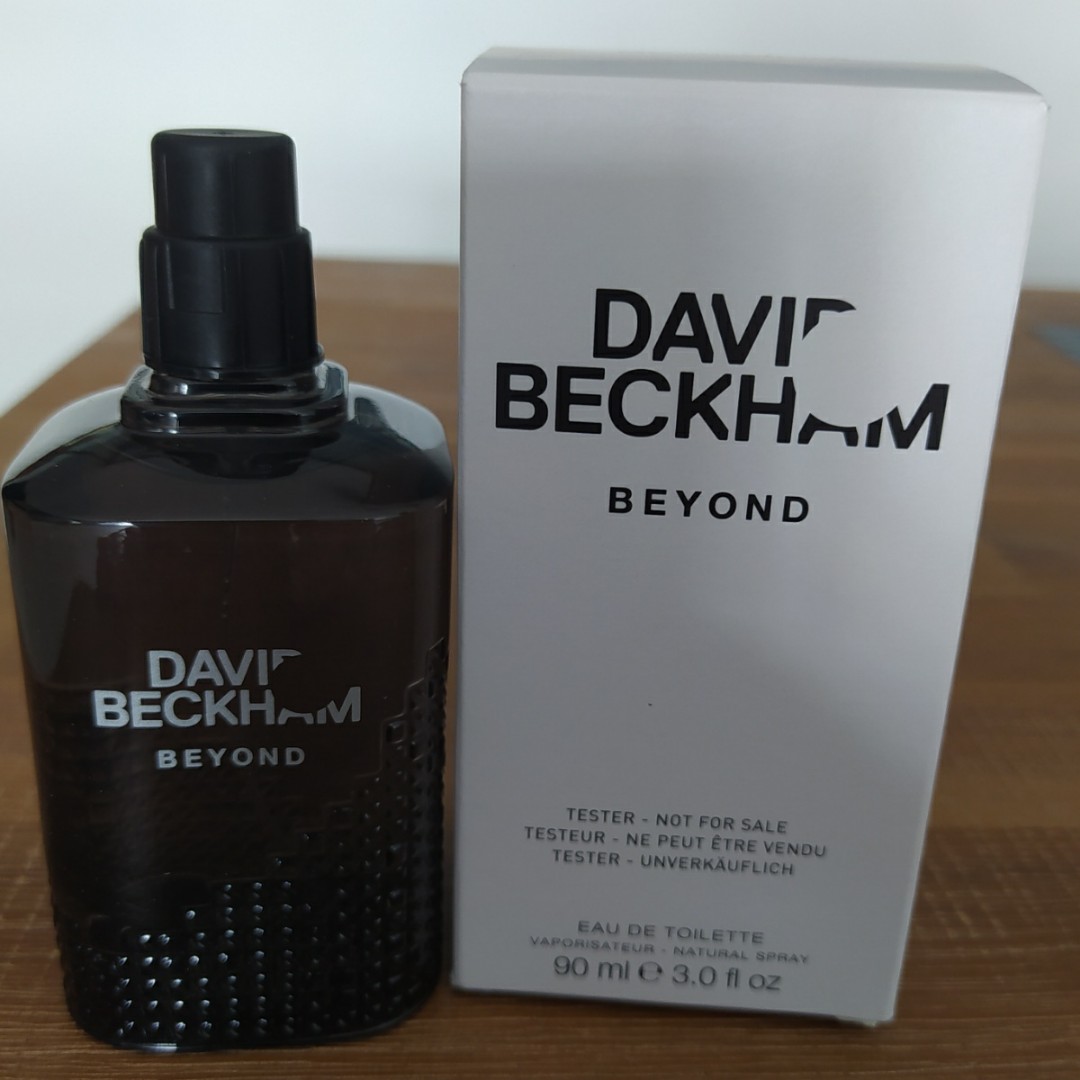 DAVID
BECKHAM
BEYOND
TESTER - NOT FOR SALE
TESTEUR - NE PEUT ÊTRE VENDU
TESTER - UNVERKÄUFLICH
EAU DE TOILETTE
VAPORISATEUR - NATURAL SPRAY
90 ml ℮ 3.0 fl oz
DAVID
BECKHAM
BEYOND